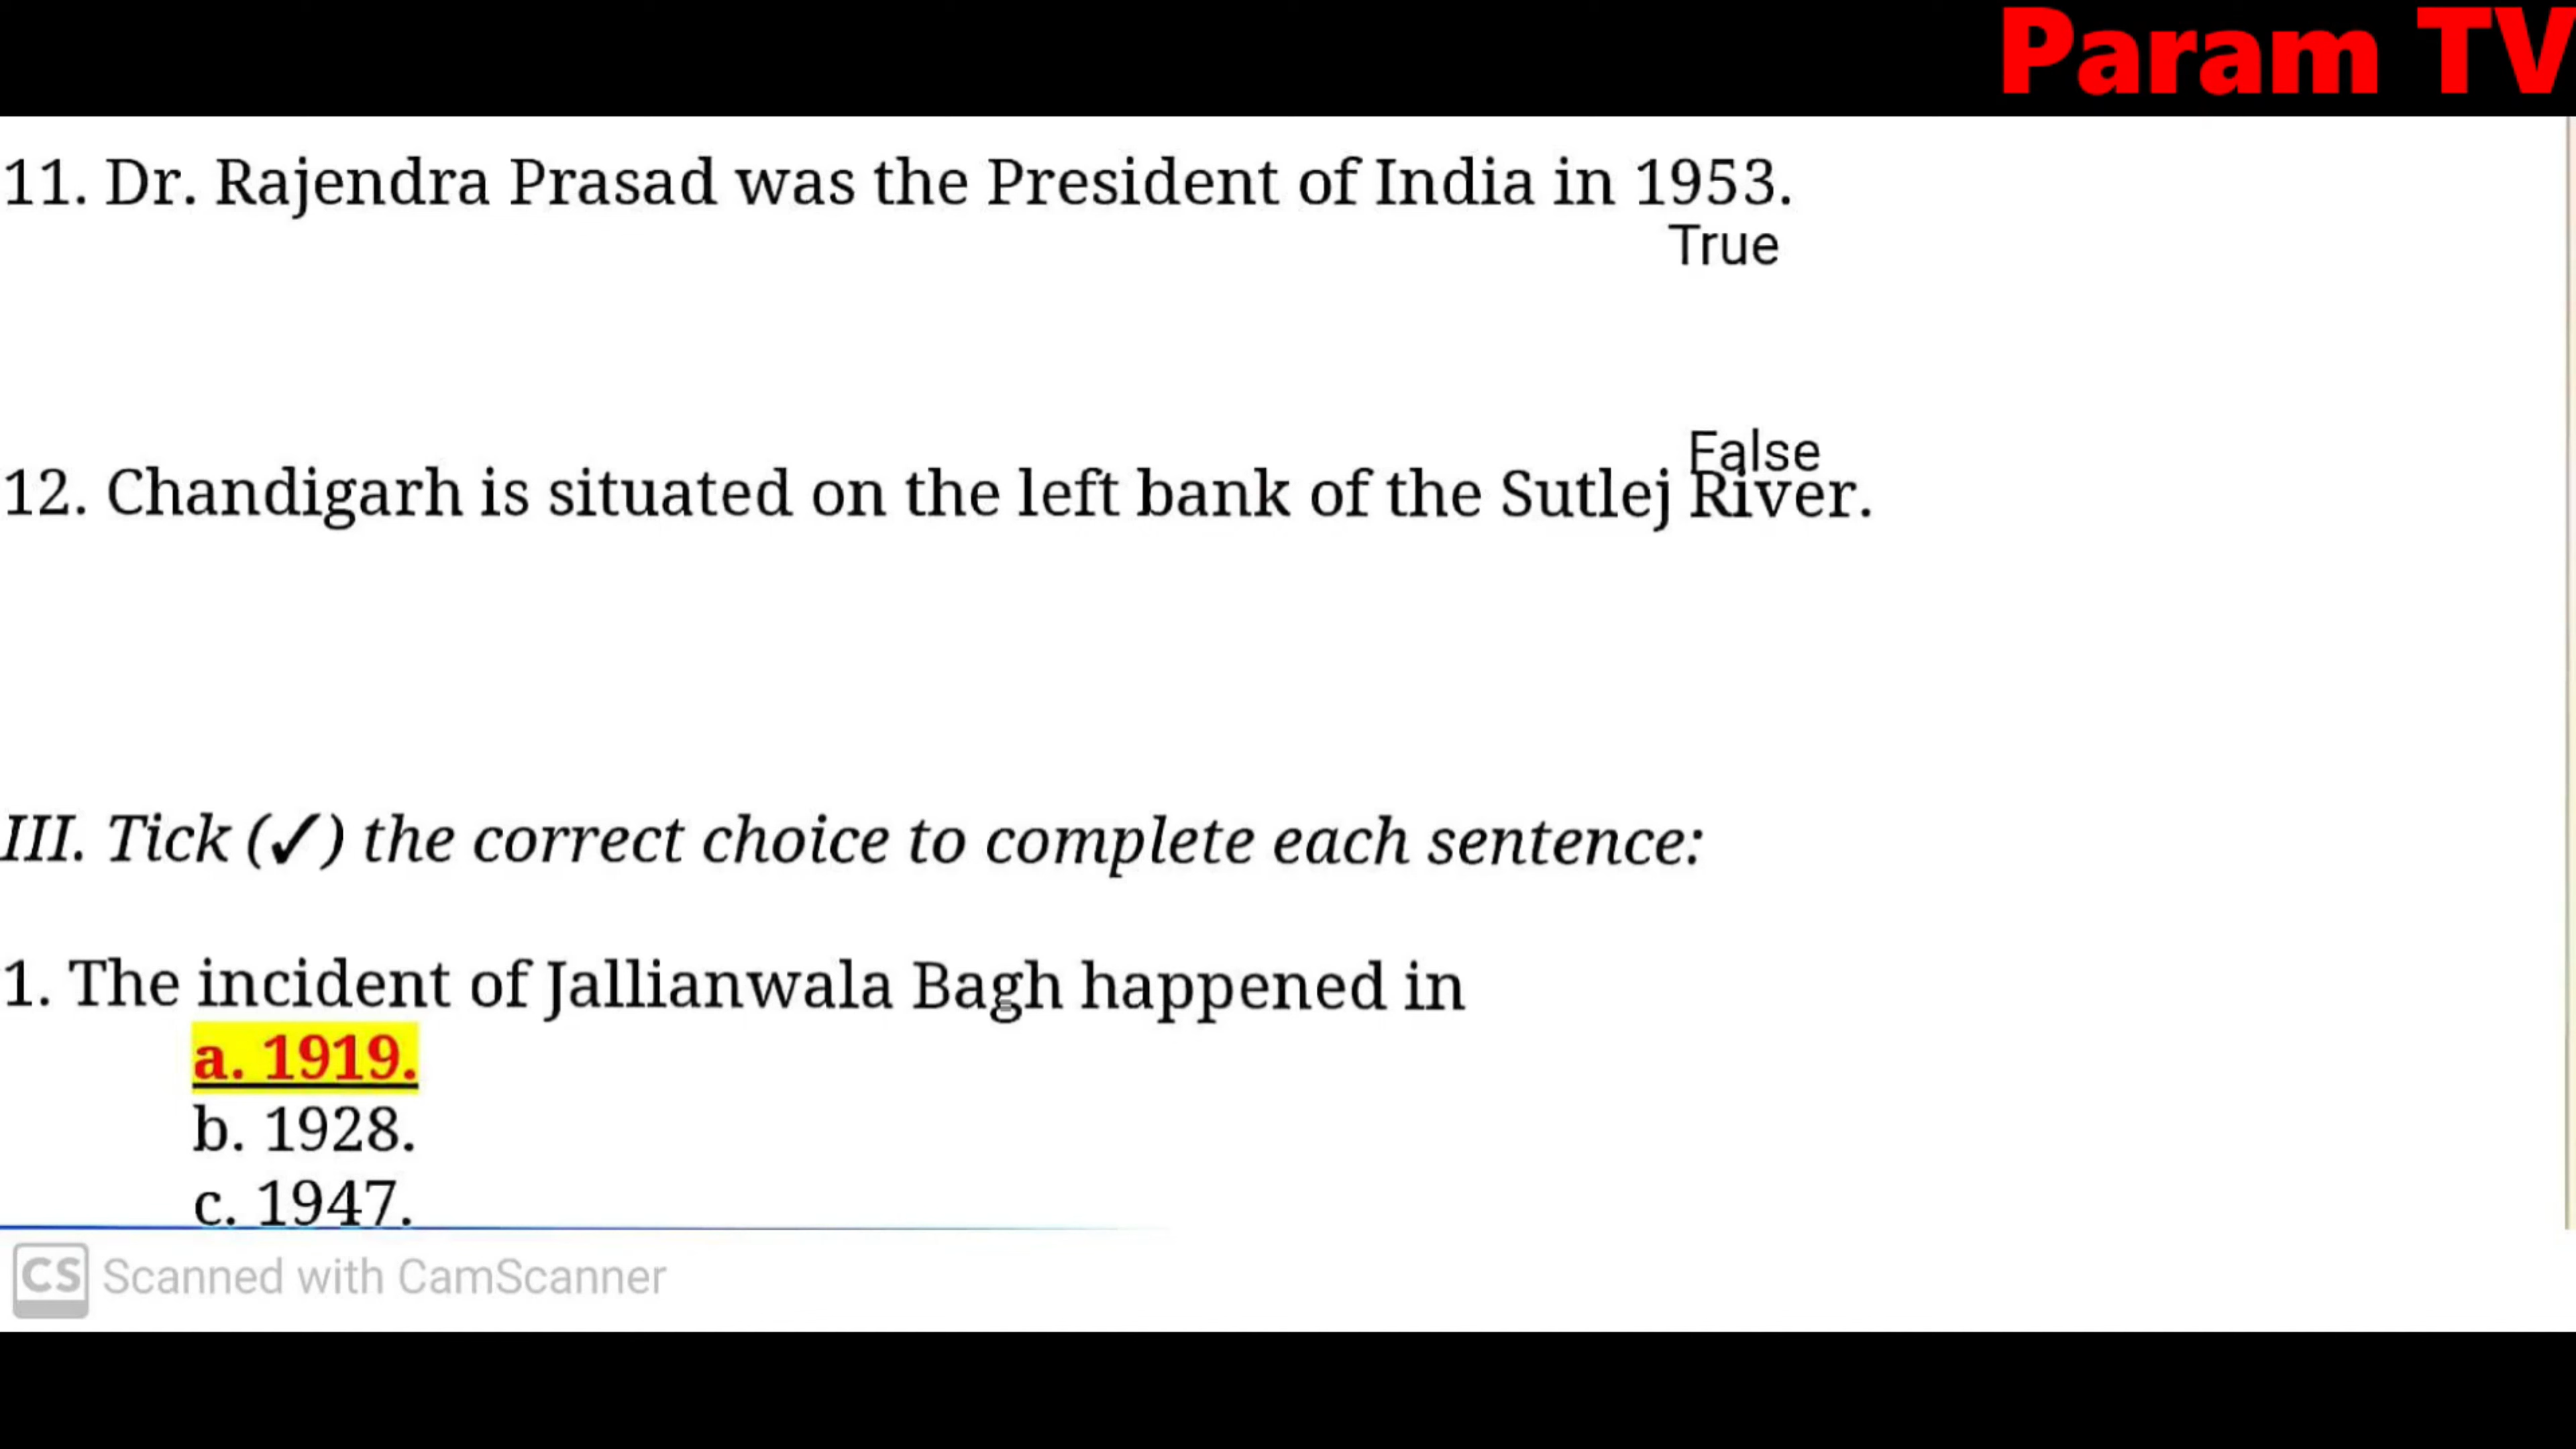 Param TV
11. Dr. Rajendra Prasad was the President of India in 1953.
True
False
12. Chandigarh is situated on the left bank of the Sutlej River.
III. Tick (✓) the correct choice to complete each sentence:
1. The incident of Jallianwala Bagh happened in
a. 1919.
b. 1928.
c. 1947.
CS Scanned with CamScanner